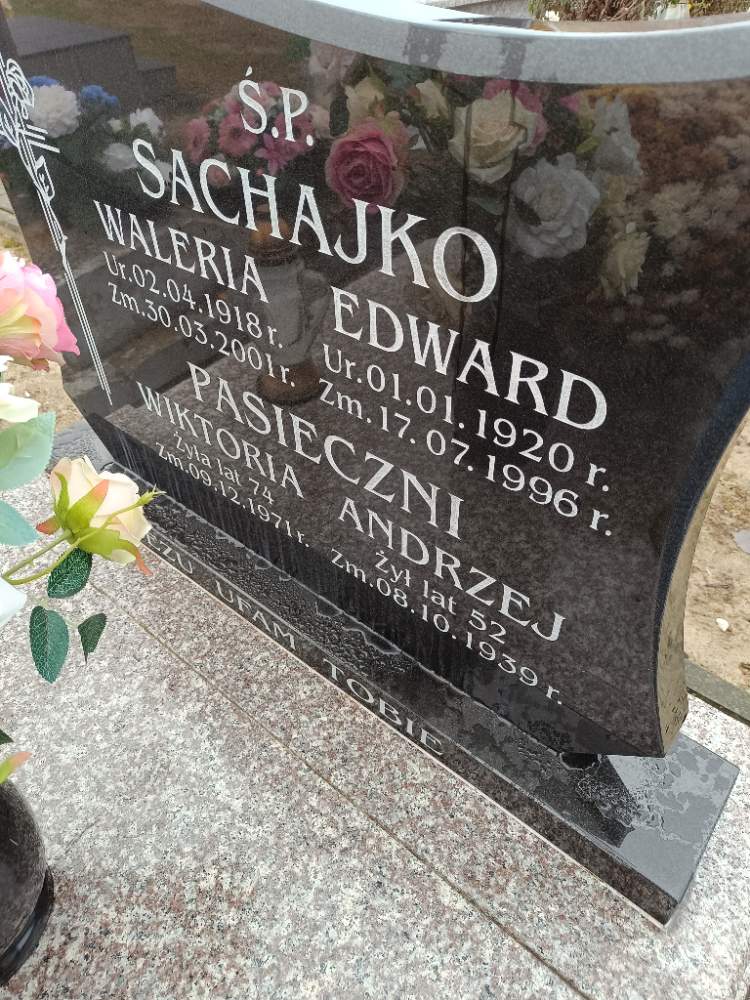 Ś.P.
SACHAJKO
WALERIA EDWARD
Ur.02.04.1918 r. Ur.01.01.1920 r.
Zm.30.03.2001 r. Zm.17.07.1996 r.
PASIECZNI
WIKTORIA ANDRZEJ
Żyła lat 74 Żył lat 52
Zm.09.12.1971 r. Zm.08.10.1939 r.
UFAM TOBIE